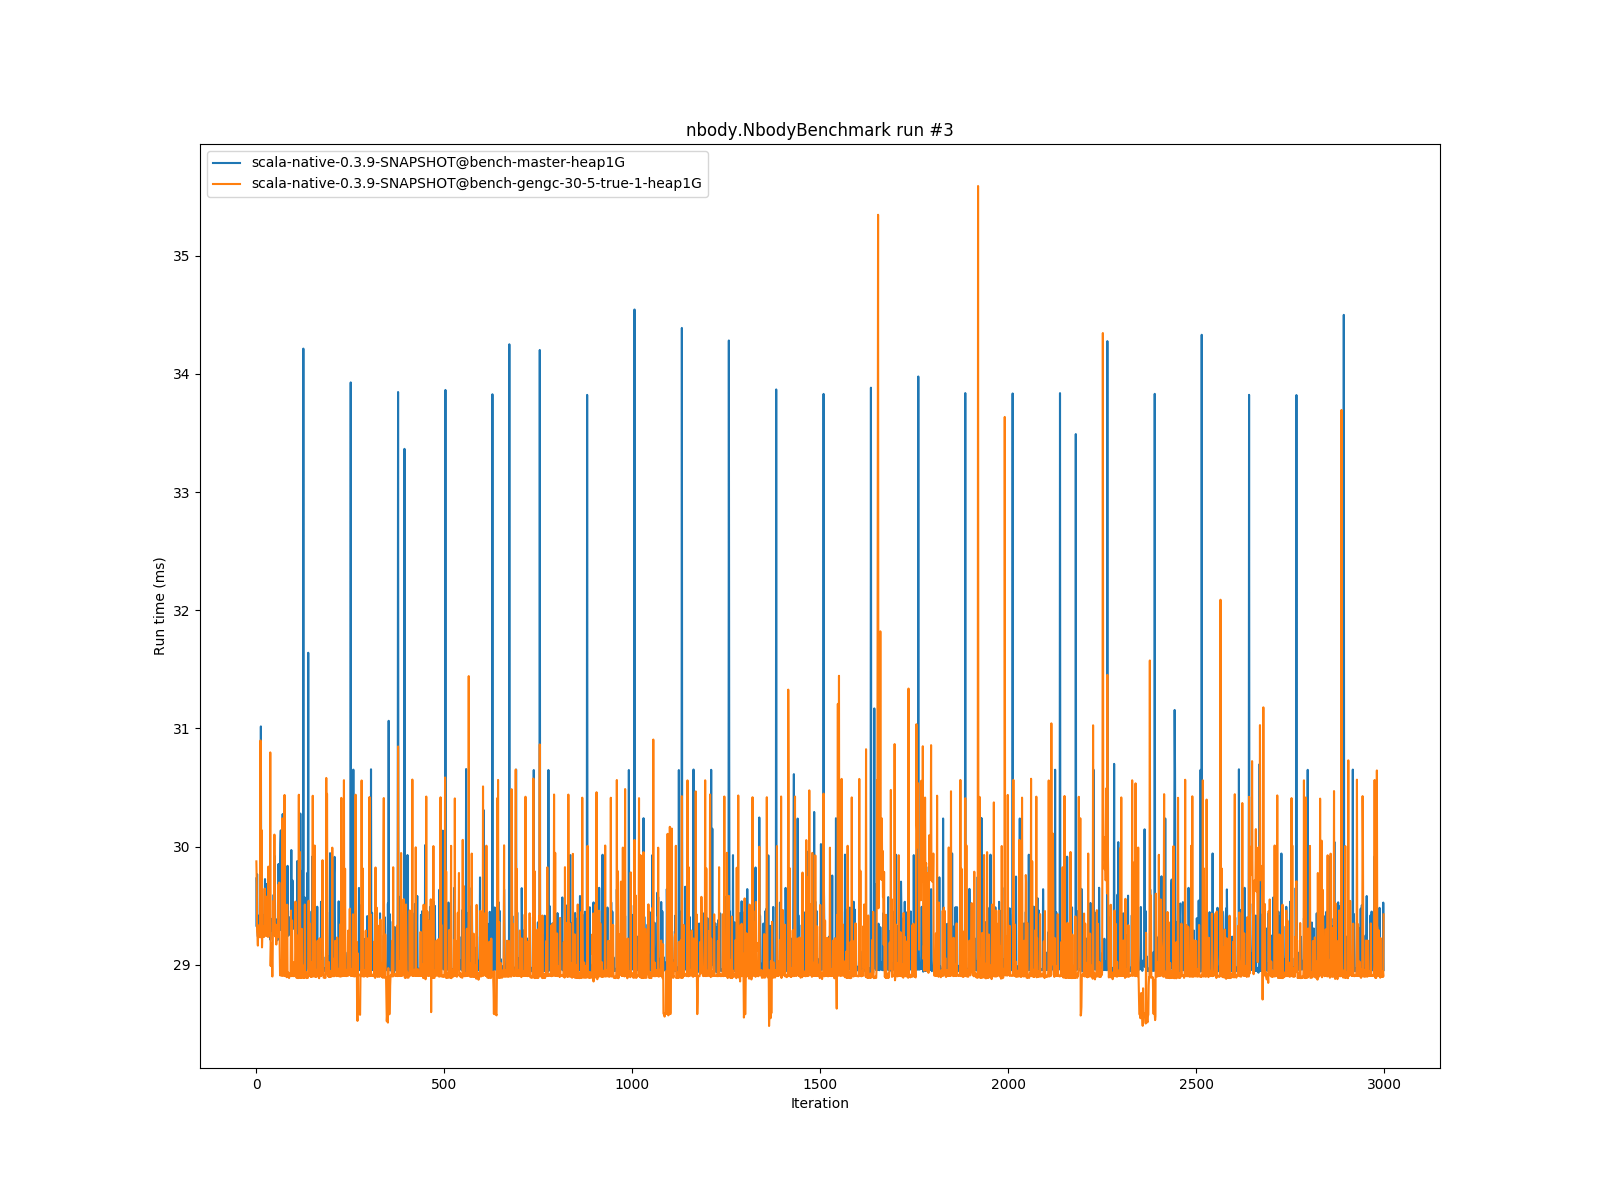 nbody.NbodyBenchmark run #3
scala-native-0.3.9-SNAPSHOT@bench-master-heap1G
scala-native-0.3.9-SNAPSHOT@bench-gengc-30-5-true-1-heap1G
35
34
33
32
31
30
29
Run time (ms)
0 500 1000 1500 2000 2500 3000
Iteration